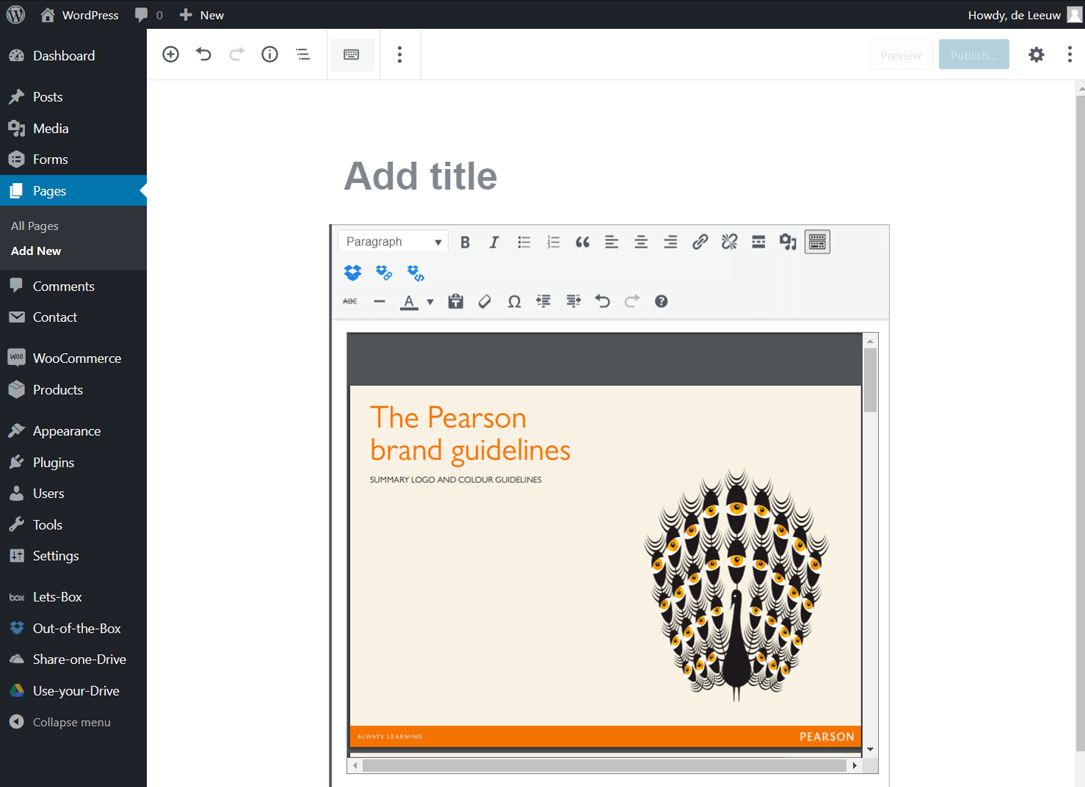 WordPress
0
New
Howdy, de Leeuw
Dashboard
Posts
Media
Forms
Pages
All Pages
Add New
Comments
Contact
WooCommerce
Products
Appearance
Plugins
Users
Tools
Settings
box
Lets-Box
Out-of-the-Box
Share-one-Drive
Use-your-Drive
Collapse menu
Preview
Publish...
Add title
Paragraph
B
I
ABC
A
Ω
The Pearson
brand guidelines
SUMMARY LOGO AND COLOUR GUIDELINES
ALWAYS LEARNING
PEARSON